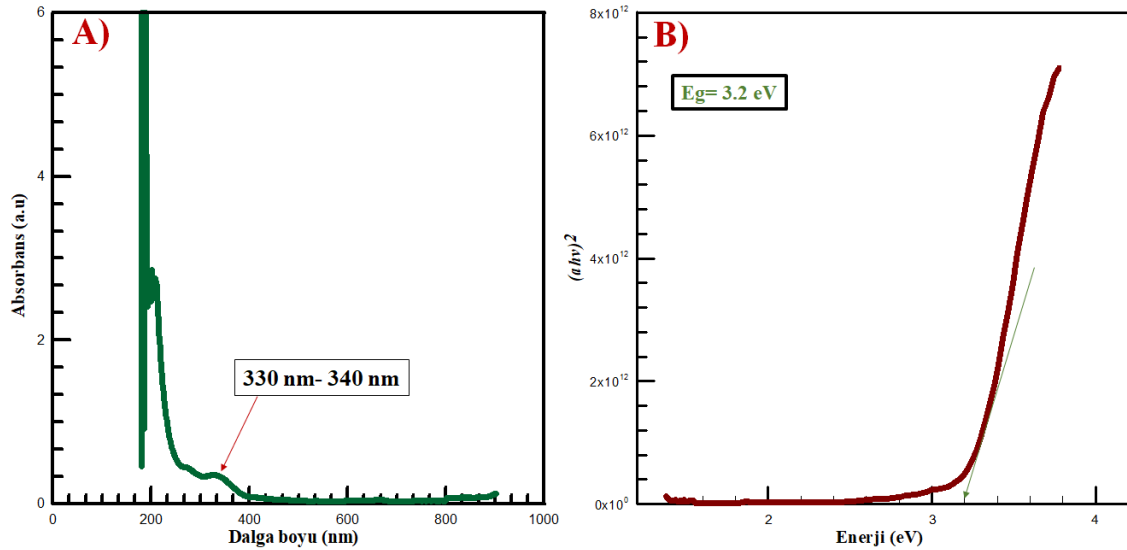 A)
6
4
2
0
Absorbans (a.u)
330 nm- 340 nm
0 200 400 600 800 1000
Dalga boyu (nm)
B)
8x10¹²
6x10¹²
4x10¹²
2x10¹²
0x10⁰
(a hv)²
Eg= 3.2 eV
2 3 4
Enerji (eV)